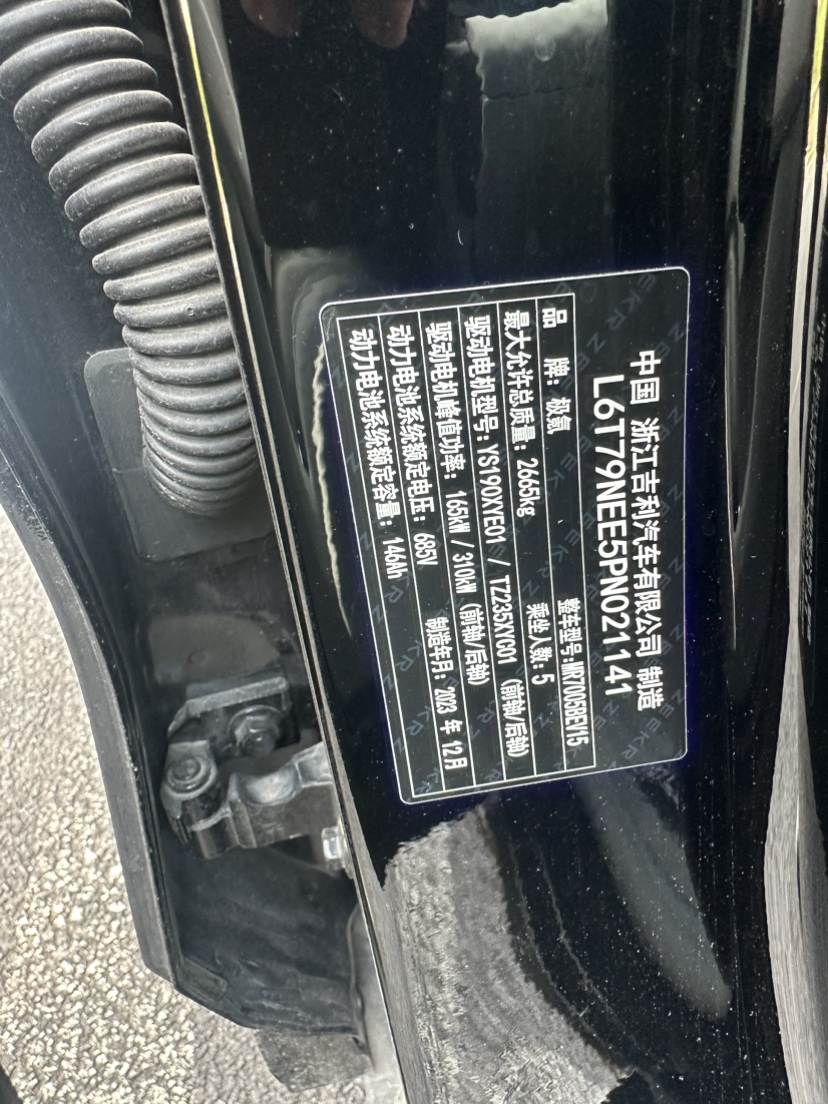 中国 浙江吉利汽车有限公司 制造
L6T79NEE5PN021141
品 牌: 极氪 整车型号:MR7005BEV15
最大允许总质量: 2665kg 乘坐人数: 5
驱动电机型号: YS190XYE01 / TZ235XYC01 (前轴/后轴)
驱动电机峰值功率: 165kW / 310kW (前轴/后轴)
动力电池系统额定电压: 685V 制造年月: 2023 年 12 月
动力电池系统额定容量: 146Ah